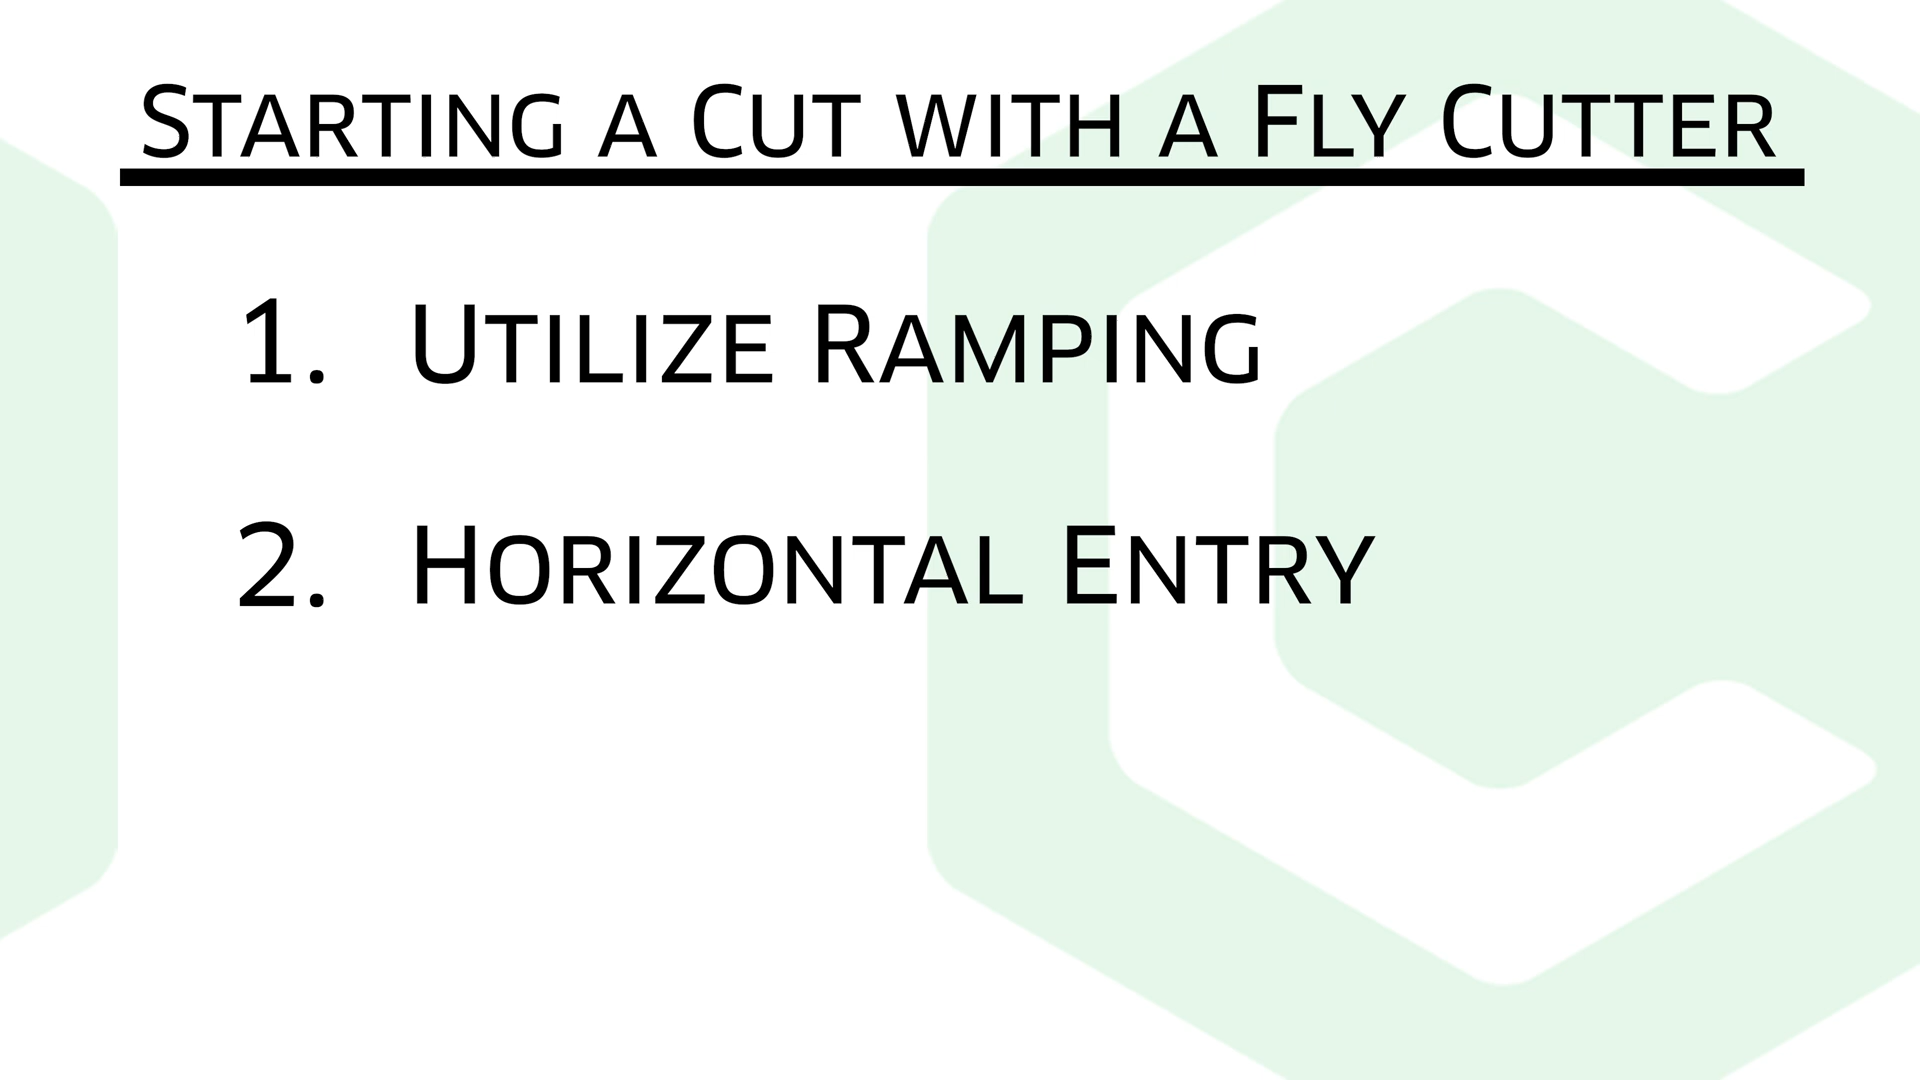 Starting a Cut with a Fly Cutter
1. Utilize Ramping
2. Horizontal Entry